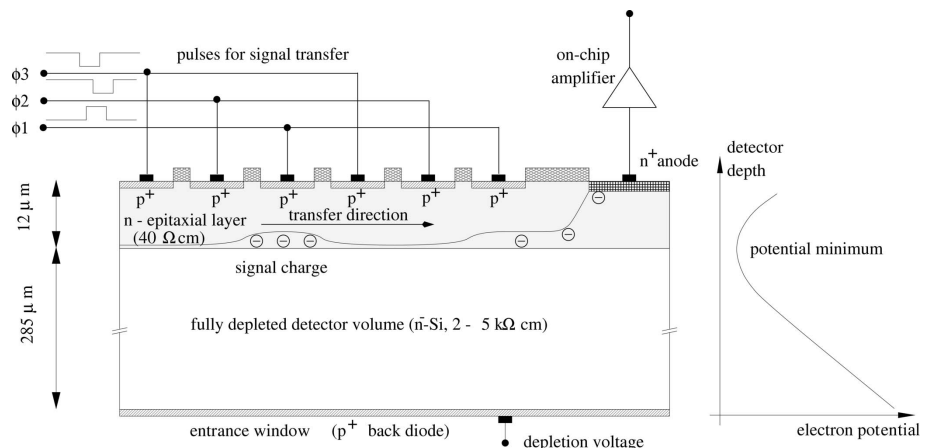 pulses for signal transfer
on-chip
amplifier
ϕ3
ϕ2
ϕ1
n+ anode
detector
depth
p+ p+ p+ p+ p+ p+
12 μ m
n - epitaxial layer
(40 Ω cm)
transfer direction
potential minimum
signal charge
285 μ m
fully depleted detector volume (n̄-Si, 2 - 5 kΩ cm)
entrance window (p+ back diode)
depletion voltage
electron potential